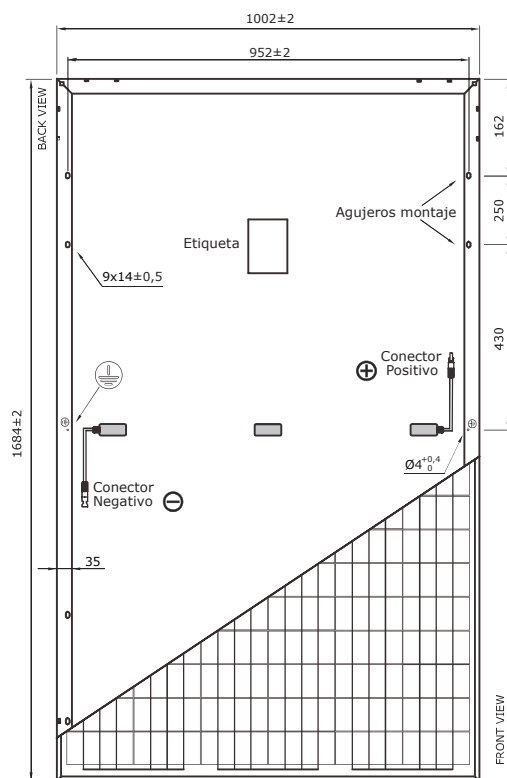 1002±2
952±2
BACK VIEW
162
250
Agujeros montaje
Etiqueta
9x14±0,5
430
Conector
Positivo
1684±2
Ø4 +0,4
0
Conector
Negativo
35
FRONT VIEW